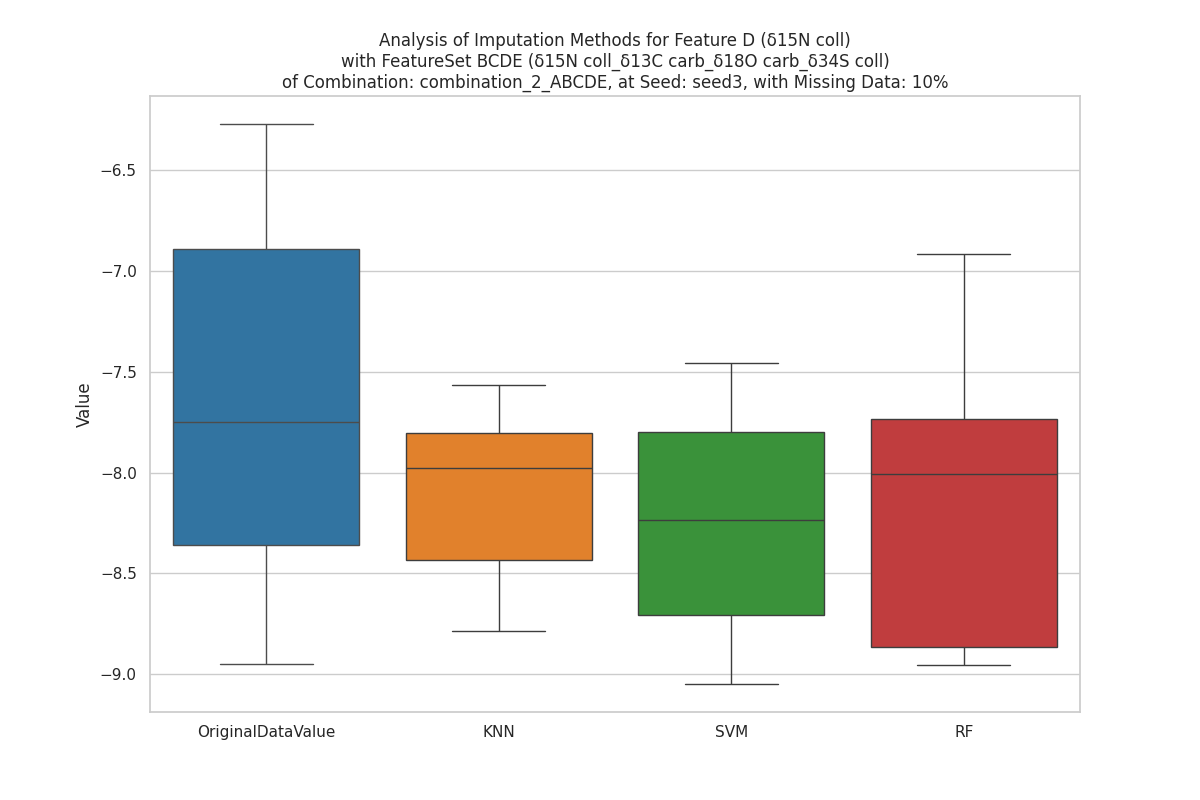 Analysis of Imputation Methods for Feature D (δ15N coll)
with FeatureSet BCDE (δ15N coll_δ13C carb_δ18O carb_δ34S coll)
of Combination: combination_2_ABCDE, at Seed: seed3, with Missing Data: 10%
Value
−6.5
−7.0
−7.5
−8.0
−8.5
−9.0
OriginalDataValue
KNN
SVM
RF